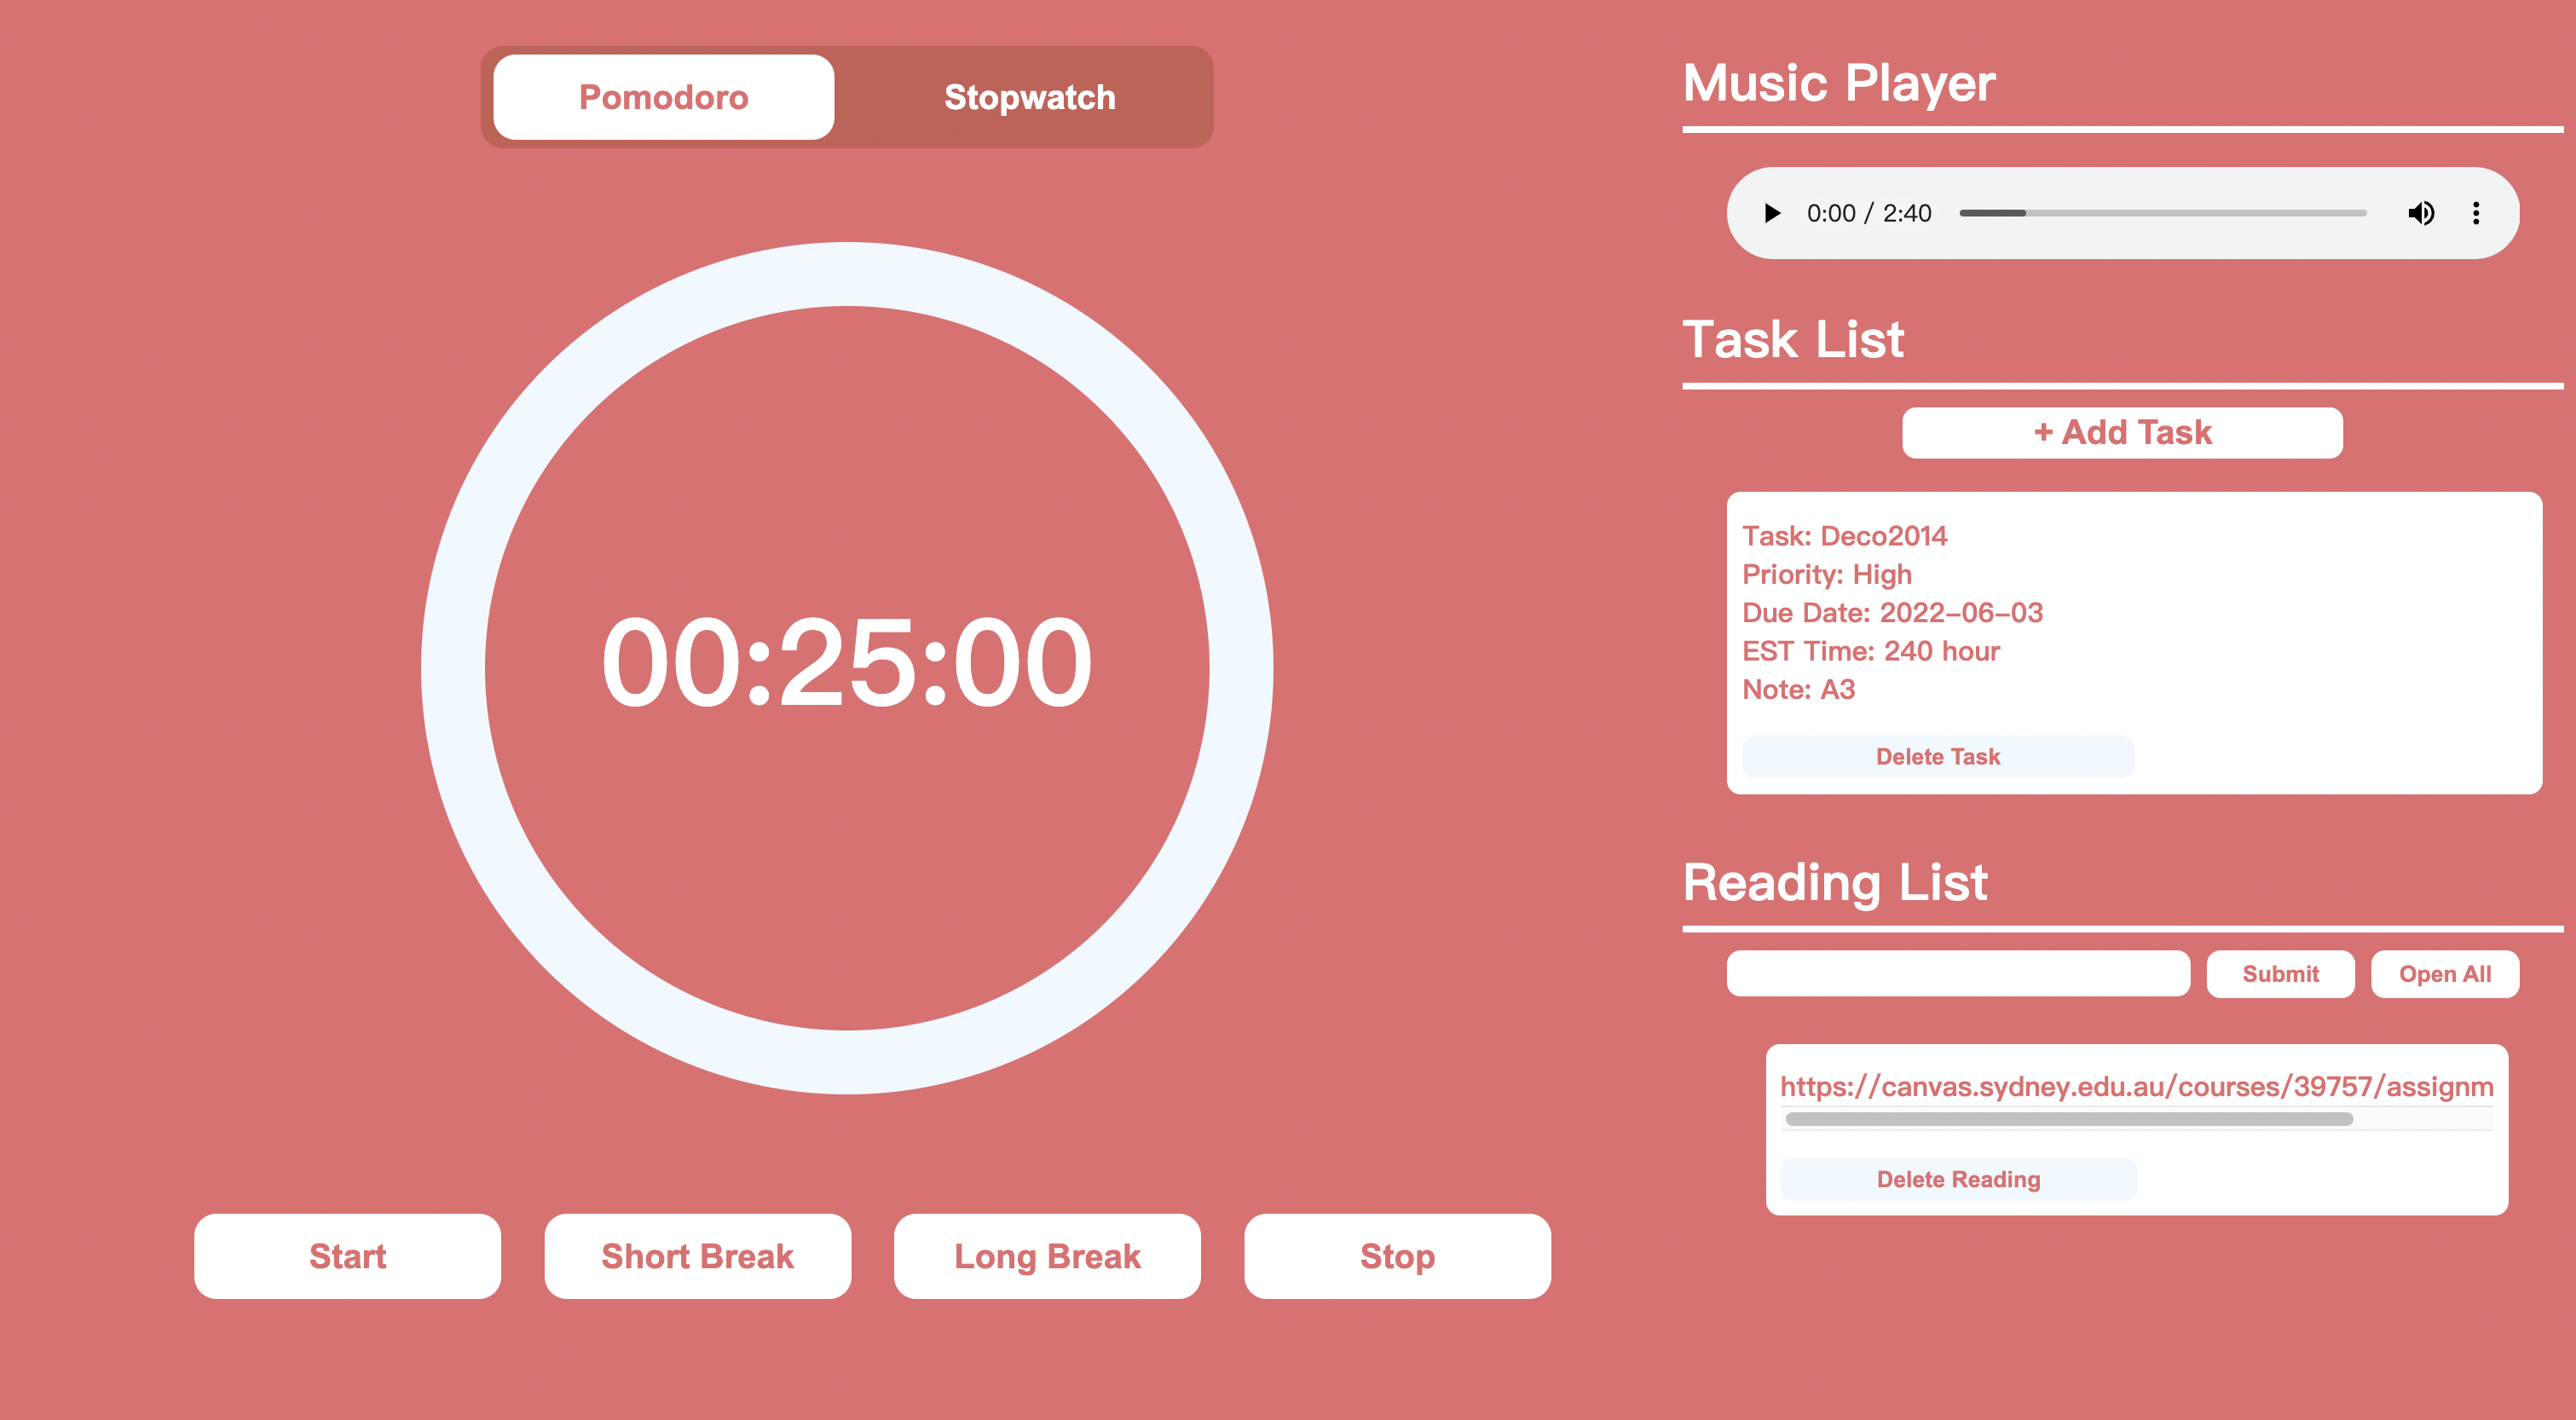 Pomodoro Stopwatch
00:25:00
Start Short Break Long Break Stop
Music Player
0:00 / 2:40
Task List
+ Add Task
Task: Deco2014
Priority: High
Due Date: 2022-06-03
EST Time: 240 hour
Note: A3
Delete Task
Reading List
Submit Open All
https://canvas.sydney.edu.au/courses/39757/assignm
Delete Reading